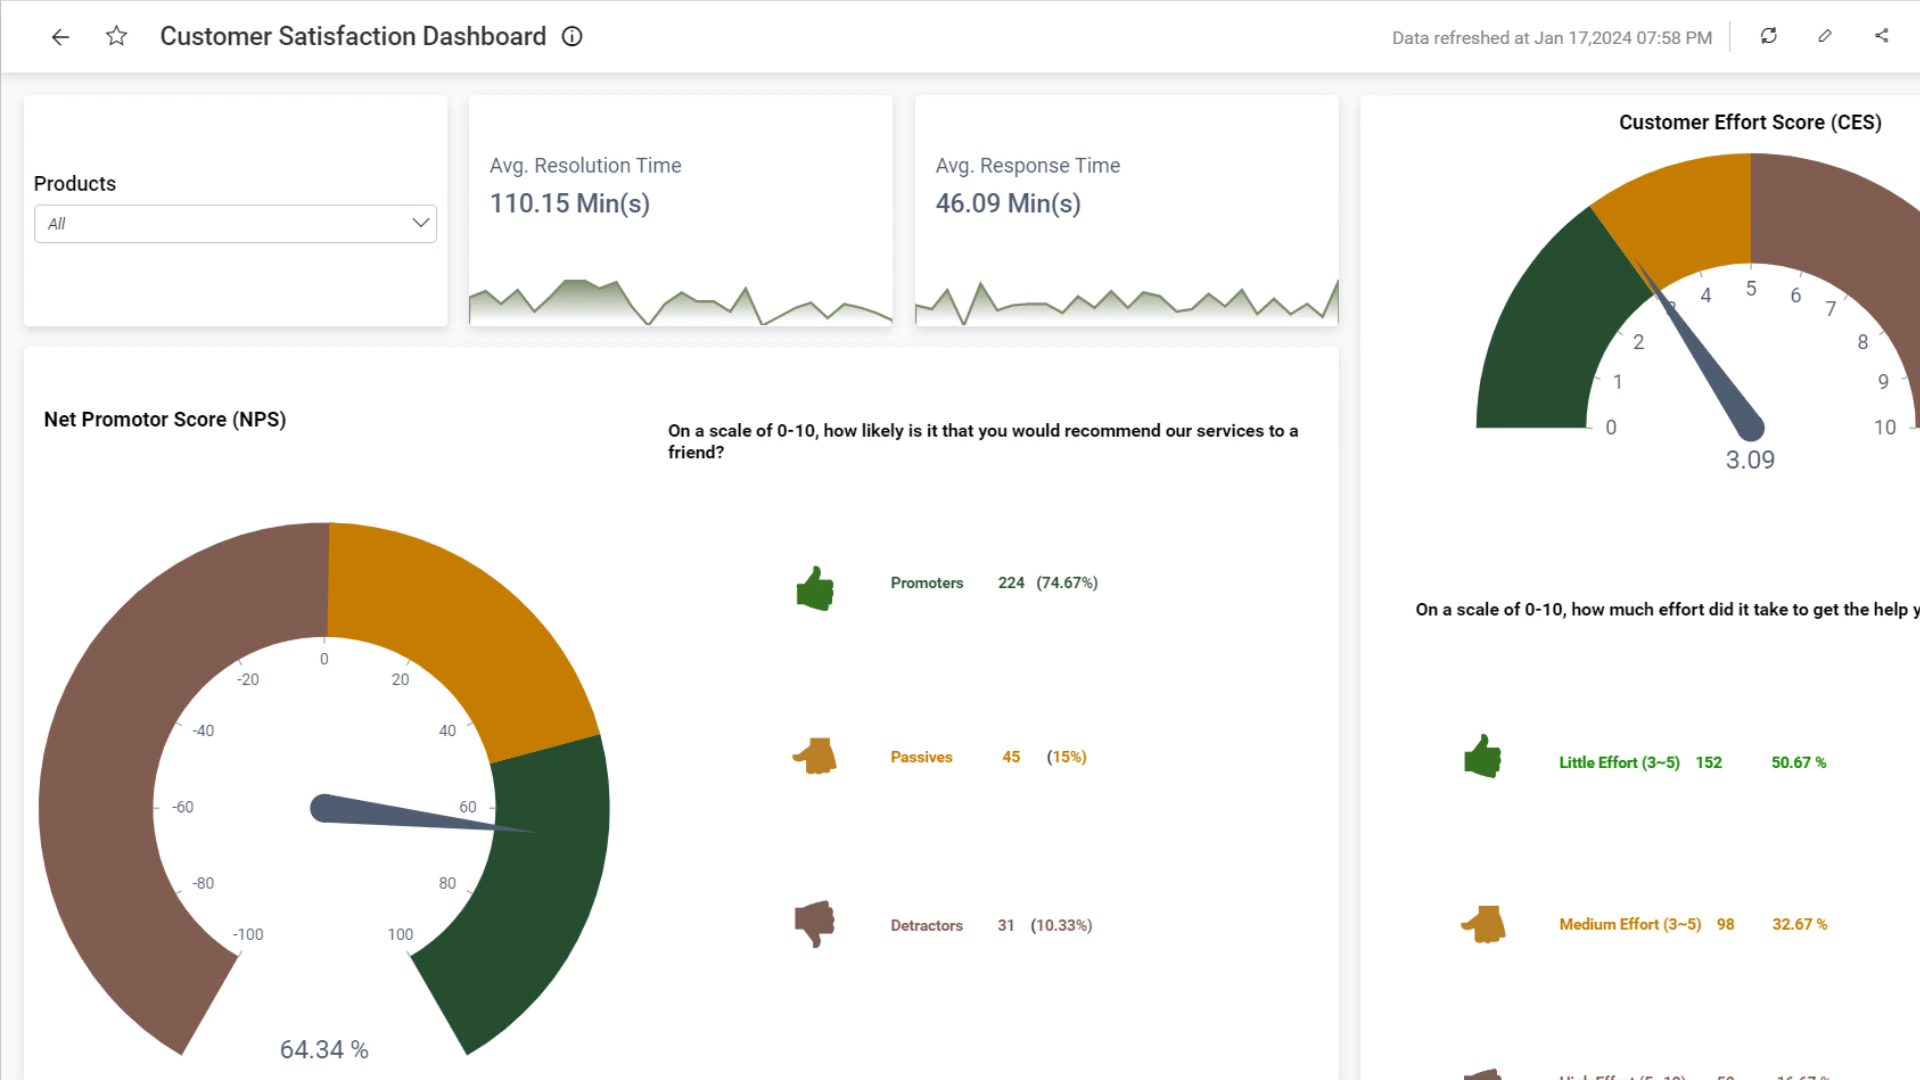 Customer Satisfaction Dashboard
Data refreshed at Jan 17,2024 07:58 PM
Products
All
Avg. Resolution Time
110.15 Min(s)
Avg. Response Time
46.09 Min(s)
Customer Effort Score (CES)
0
1
2
3
4
5
6
7
8
9
10
3.09
Net Promotor Score (NPS)
-100
-80
-60
-40
-20
0
20
40
60
80
100
64.34 %
On a scale of 0-10, how likely is it that you would recommend our services to a
friend?
Promoters 224 (74.67%)
Passives 45 (15%)
Detractors 31 (10.33%)
On a scale of 0-10, how much effort did it take to get the help y
Little Effort (3~5) 152 50.67 %
Medium Effort (3~5) 98 32.67 %